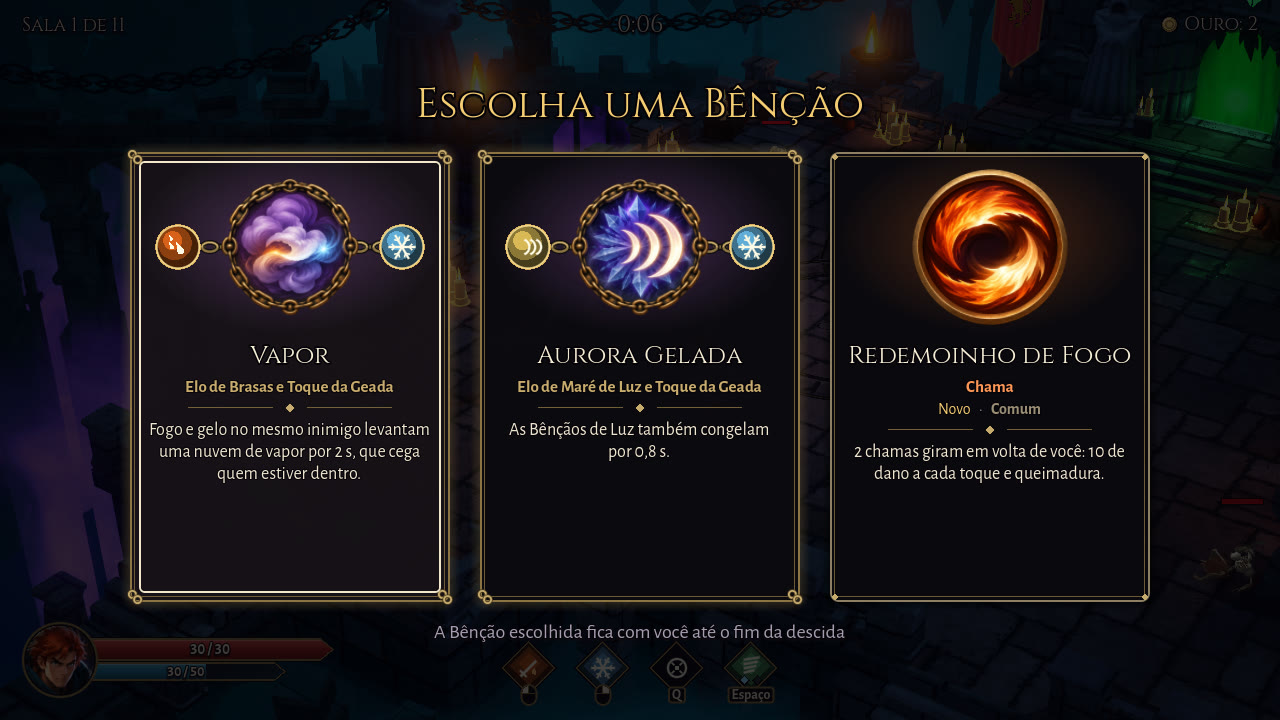 Sala 1 de 11
0:06
Ouro: 2
Escolha uma Bênção
Vapor
Elo de Brasas e Toque da Geada
Fogo e gelo no mesmo inimigo levantam
uma nuvem de vapor por 2 s, que cega
quem estiver dentro.
Aurora Gelada
Elo de Maré de Luz e Toque da Geada
As Bênçãos de Luz também congelam
por 0,8 s.
Redemoinho de Fogo
Chama
Novo · Comum
2 chamas giram em volta de você: 10 de
dano a cada toque e queimadura.
A Bênção escolhida fica com você até o fim da descida
30/30
30/50
Q
Espaço